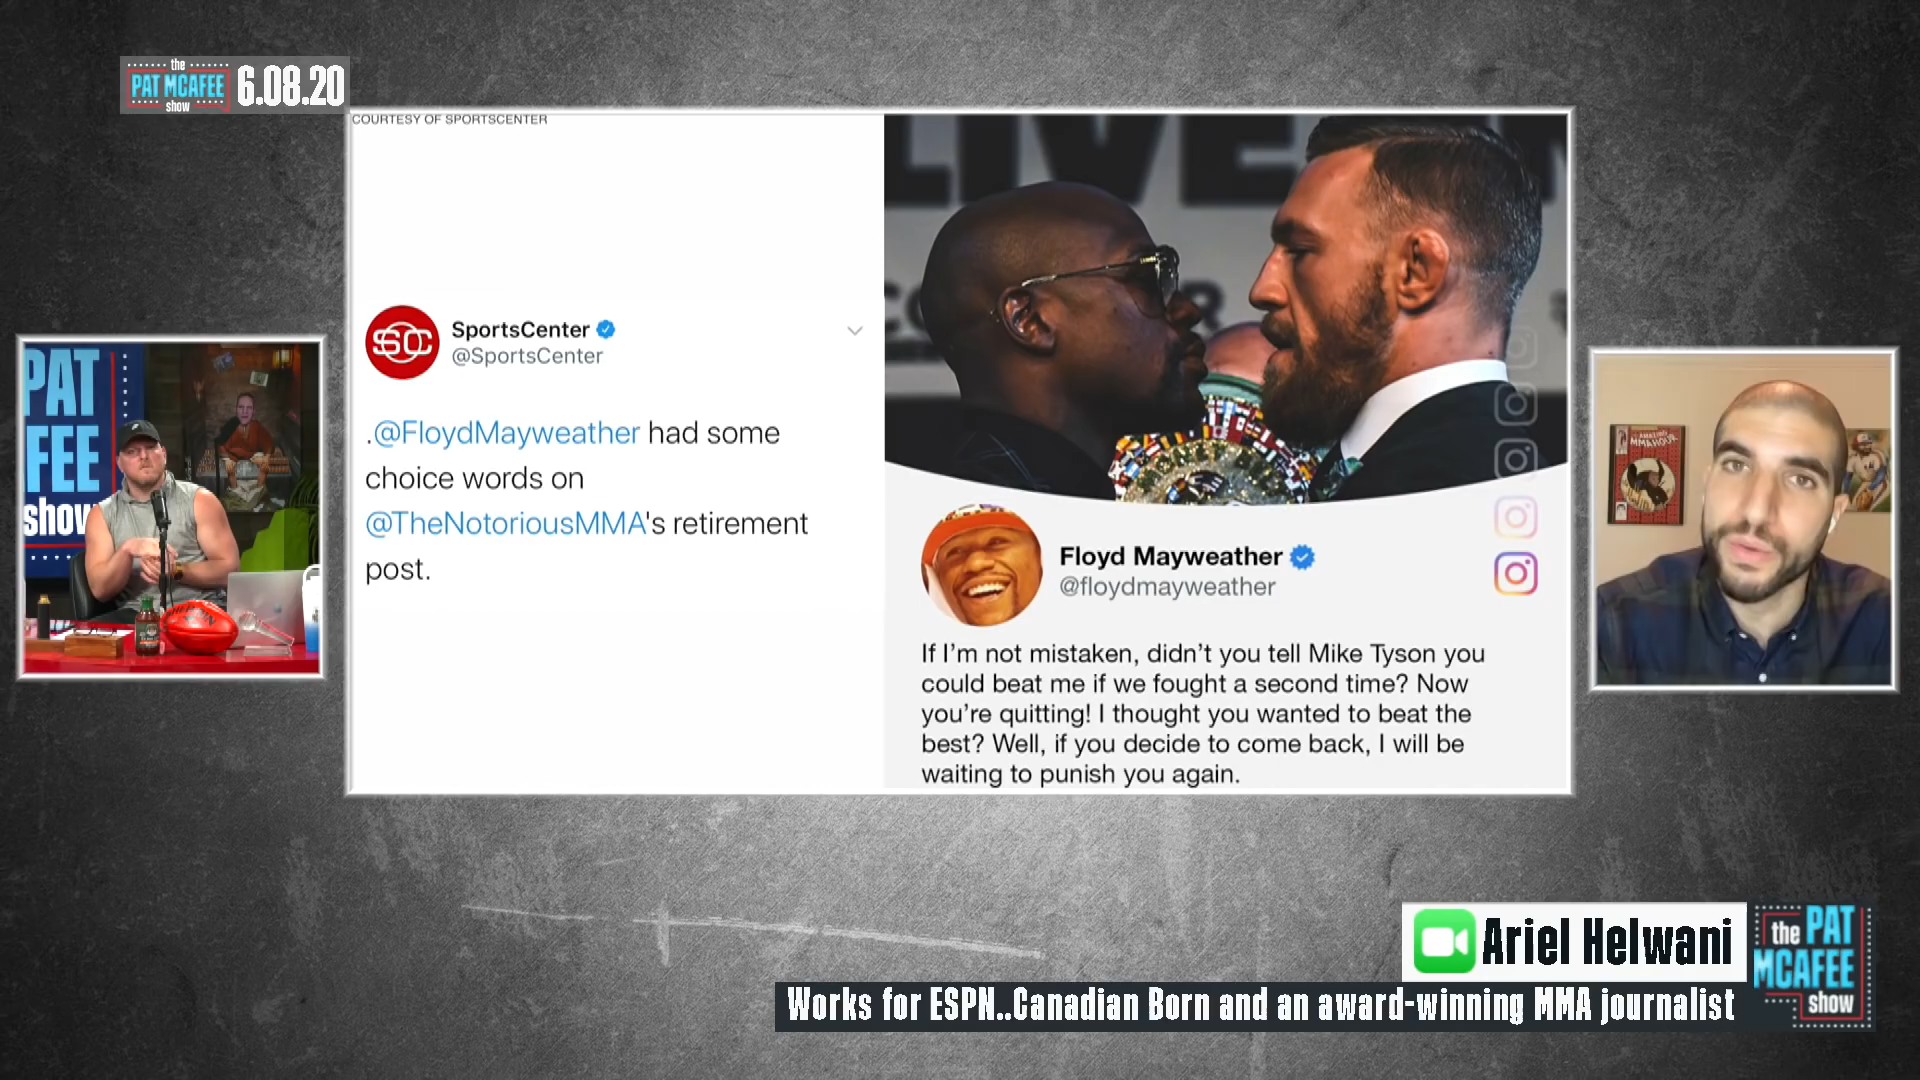 the
PAT MCAFEE
show
6.08.20
COURTESY OF SPORTSCENTER
LIVE
SC
SportsCenter
@SportsCenter
.@FloydMayweather had some
choice words on
@TheNotoriousMMA's retirement
post.
Floyd Mayweather
@floydmayweather
If I'm not mistaken, didn't you tell Mike Tyson you
could beat me if we fought a second time? Now
you're quitting! I thought you wanted to beat the
best? Well, if you decide to come back, I will be
waiting to punish you again.
PAT
FEE
show
Ariel Helwani
Works for ESPN..Canadian Born and an award-winning MMA journalist
the PAT
MCAFEE
show